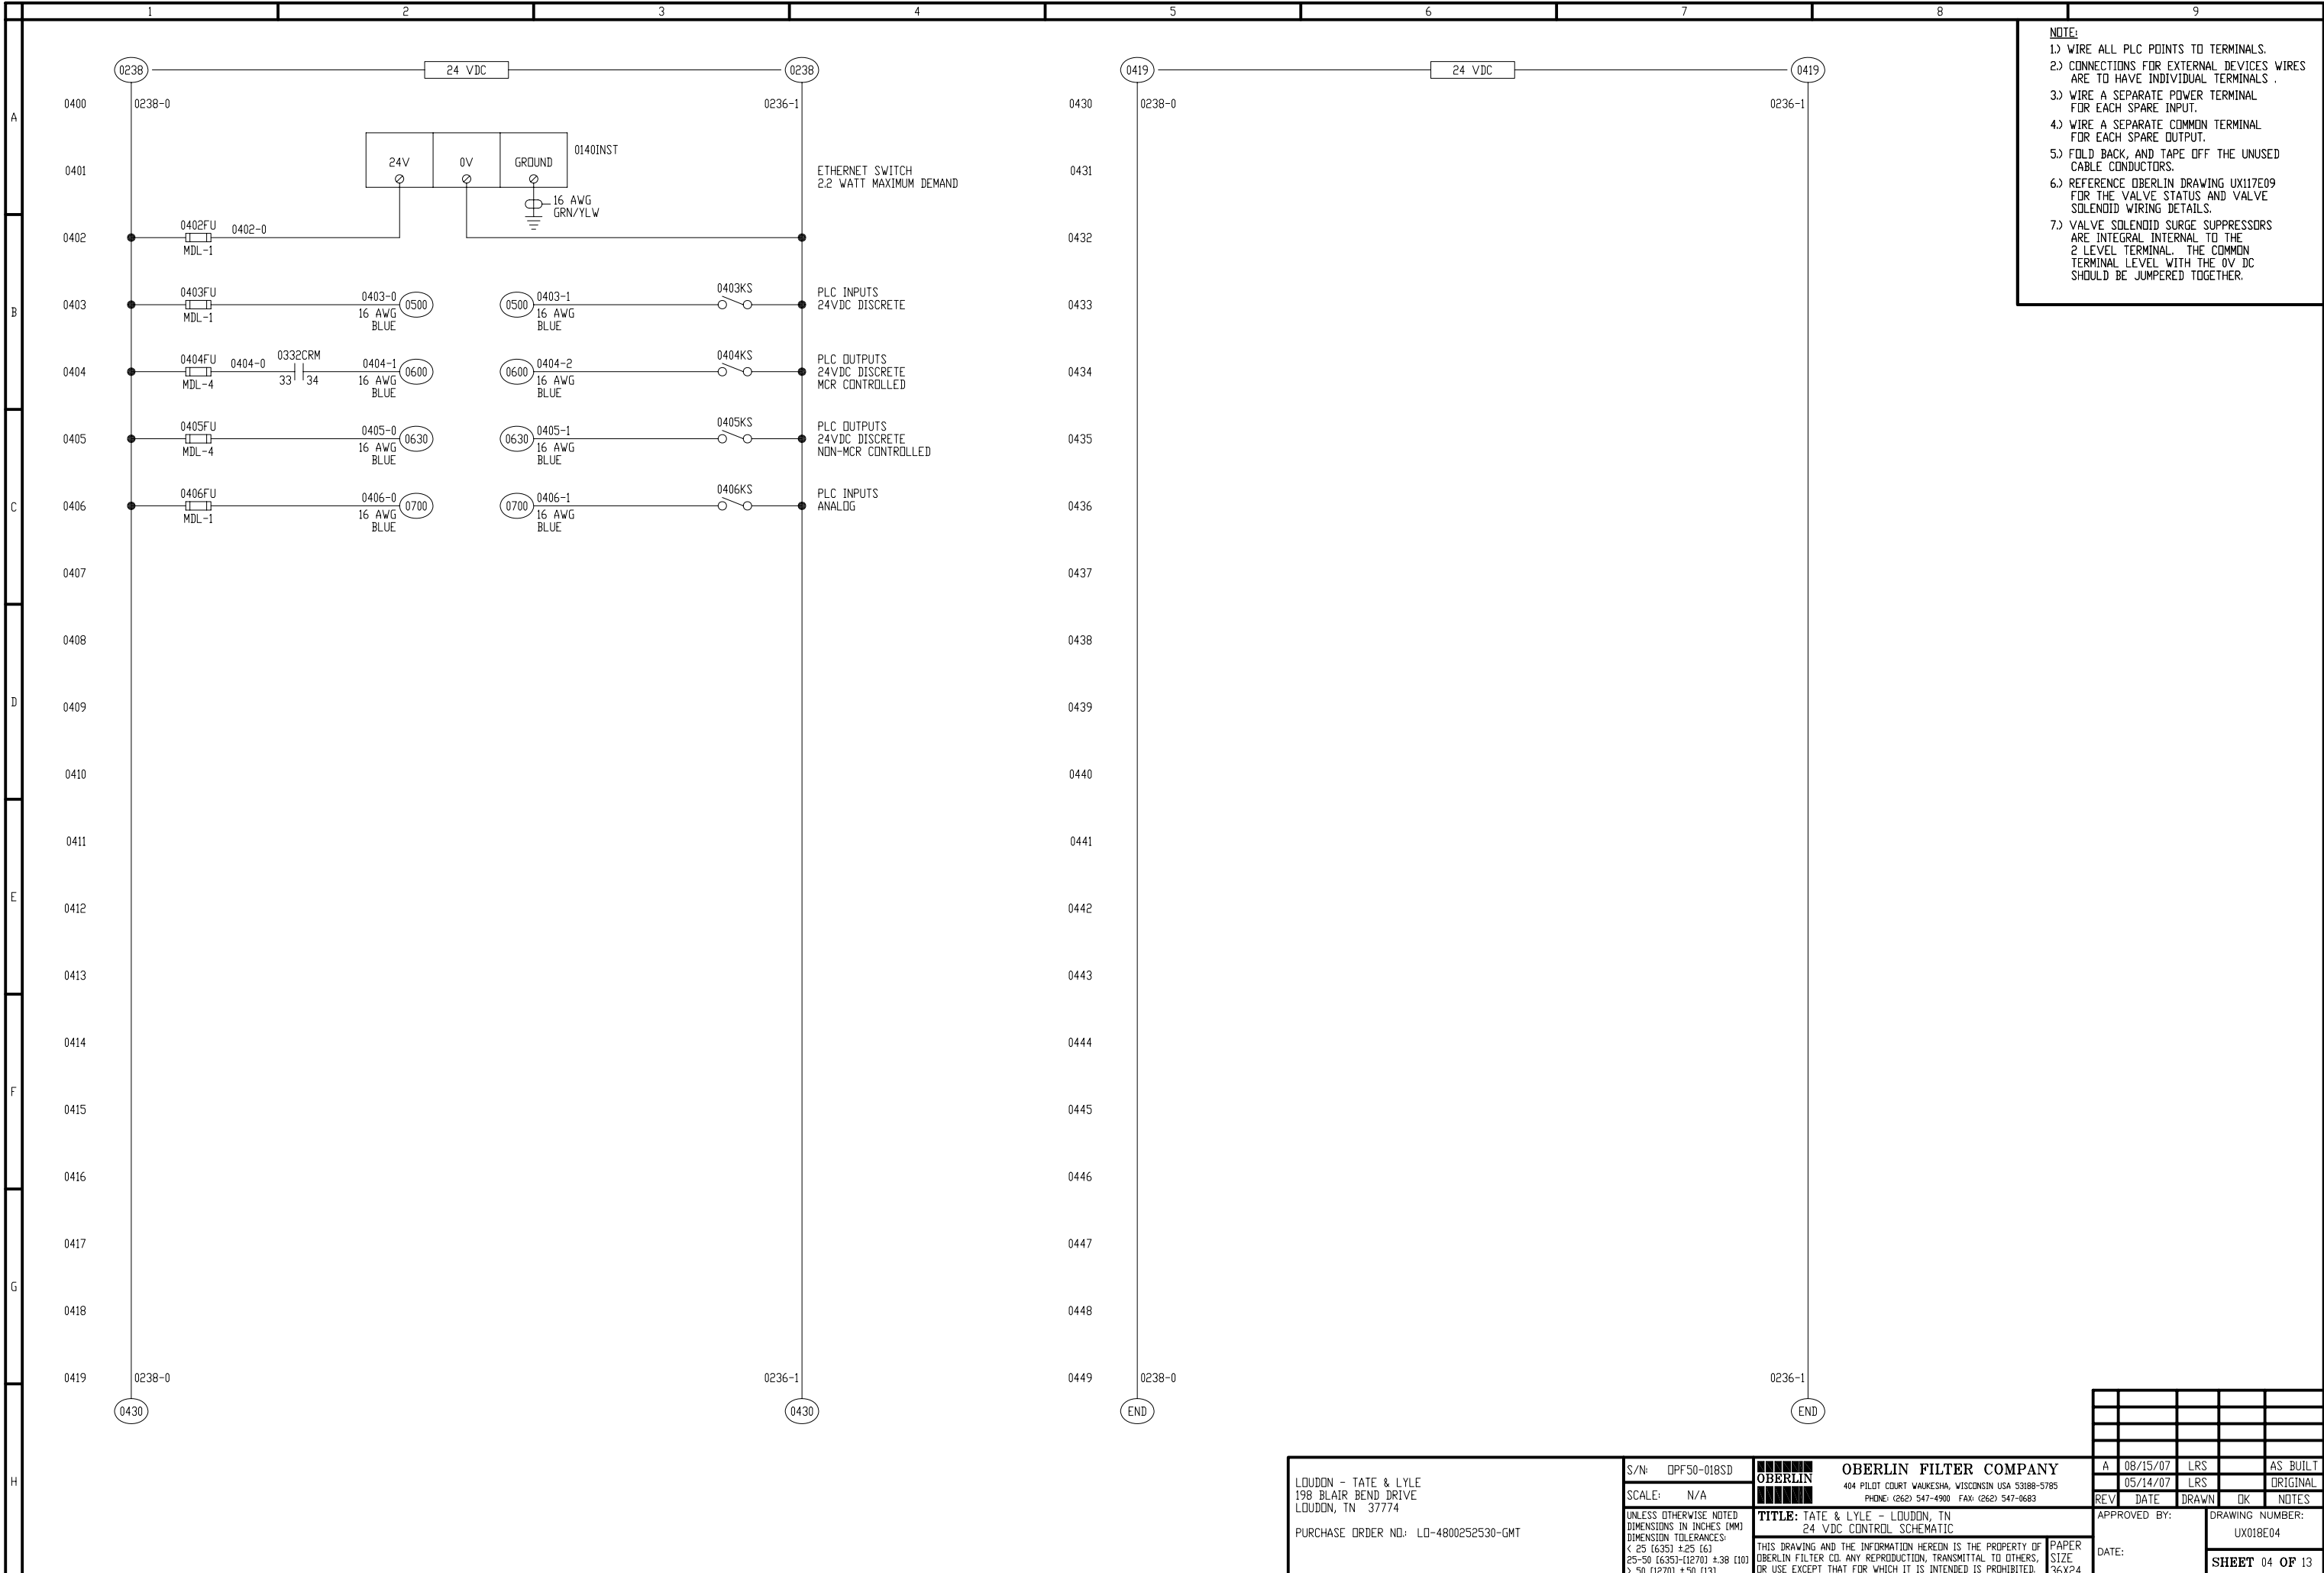 1 2 3 4 5 6 7 8 9
A
B
C
D
E
F
G
H
0238
24 VDC
0238
0400
0238-0
0236-1
24V
0V
GROUND
0140INST
0401
ETHERNET SWITCH
2.2 WATT MAXIMUM DEMAND
16 AWG
GRN/YLW
0402
0402FU
MDL-1
0402-0
0403
0403FU
MDL-1
0403-0
16 AWG
BLUE
0500
0500
0403-1
16 AWG
BLUE
0403KS
PLC INPUTS
24VDC DISCRETE
0404
0404FU
MDL-4
0404-0
0332CRM
33 34
0404-1
16 AWG
BLUE
0600
0600
0404-2
16 AWG
BLUE
0404KS
PLC OUTPUTS
24VDC DISCRETE
MCR CONTROLLED
0405
0405FU
MDL-4
0405-0
16 AWG
BLUE
0630
0630
0405-1
16 AWG
BLUE
0405KS
PLC OUTPUTS
24VDC DISCRETE
NON-MCR CONTROLLED
0406
0406FU
MDL-1
0406-0
16 AWG
BLUE
0700
0700
0406-1
16 AWG
BLUE
0406KS
PLC INPUTS
ANALOG
0407
0408
0409
0410
0411
0412
0413
0414
0415
0416
0417
0418
0419
0238-0
0236-1
0430
0430
0419
24 VDC
0419
0430
0238-0
0236-1
0431
0432
0433
0434
0435
0436
0437
0438
0439
0440
0441
0442
0443
0444
0445
0446
0447
0448
0449
0238-0
0236-1
END
END
NOTE:
1.) WIRE ALL PLC POINTS TO TERMINALS.
2.) CONNECTIONS FOR EXTERNAL DEVICES WIRES
ARE TO HAVE INDIVIDUAL TERMINALS .
3.) WIRE A SEPARATE POWER TERMINAL
FOR EACH SPARE INPUT.
4.) WIRE A SEPARATE COMMON TERMINAL
FOR EACH SPARE OUTPUT.
5.) FOLD BACK, AND TAPE OFF THE UNUSED
CABLE CONDUCTORS.
6.) REFERENCE OBERLIN DRAWING UX117E09
FOR THE VALVE STATUS AND VALVE
SOLENOID WIRING DETAILS.
7.) VALVE SOLENOID SURGE SUPPRESSORS
ARE INTEGRAL INTERNAL TO THE
2 LEVEL TERMINAL. THE COMMON
TERMINAL LEVEL WITH THE 0V DC
SHOULD BE JUMPERED TOGETHER.
LOUDON - TATE & LYLE
198 BLAIR BEND DRIVE
LOUDON, TN 37774
PURCHASE ORDER NO.: LO-4800252530-GMT
S/N: OPF50-018SD
SCALE: N/A
UNLESS OTHERWISE NOTED
DIMENSIONS IN INCHES [MM]
DIMENSION TOLERANCES:
< 25 [635] ±.25 [6]
25-50 [635]-[1270] ±.38 [10]
> 50 [1270] ±.50 [13]
OBERLIN
OBERLIN FILTER COMPANY
404 PILOT COURT WAUKESHA, WISCONSIN USA 53188-5785
PHONE: (262) 547-4900 FAX: (262) 547-0683
TITLE: TATE & LYLE - LOUDON, TN
24 VDC CONTROL SCHEMATIC
THIS DRAWING AND THE INFORMATION HEREON IS THE PROPERTY OF
OBERLIN FILTER CO. ANY REPRODUCTION, TRANSMITTAL TO OTHERS,
OR USE EXCEPT THAT FOR WHICH IT IS INTENDED IS PROHIBITED.
PAPER
SIZE
36X24
A 08/15/07 LRS AS BUILT
05/14/07 LRS ORIGINAL
REV DATE DRAWN OK NOTES
APPROVED BY:
DATE:
DRAWING NUMBER:
UX018E04
SHEET 04 OF 13